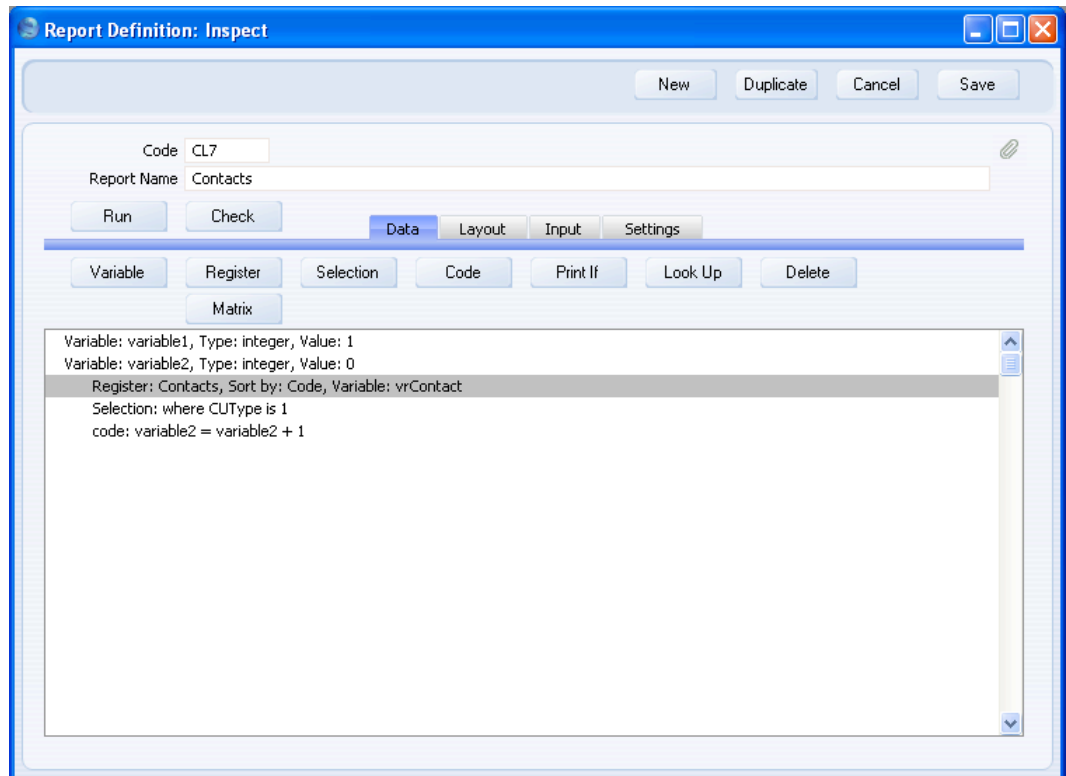 Report Definition: Inspect
New Duplicate Cancel Save
Code CL7
Report Name Contacts
Run Check Data Layout Input Settings
Variable Register Selection Code Print If Look Up Delete
Matrix
Variable: variable1, Type: integer, Value: 1
Variable: variable2, Type: integer, Value: 0
Register: Contacts, Sort by: Code, Variable: vrContact
Selection: where CUType is 1
code: variable2 = variable2 + 1